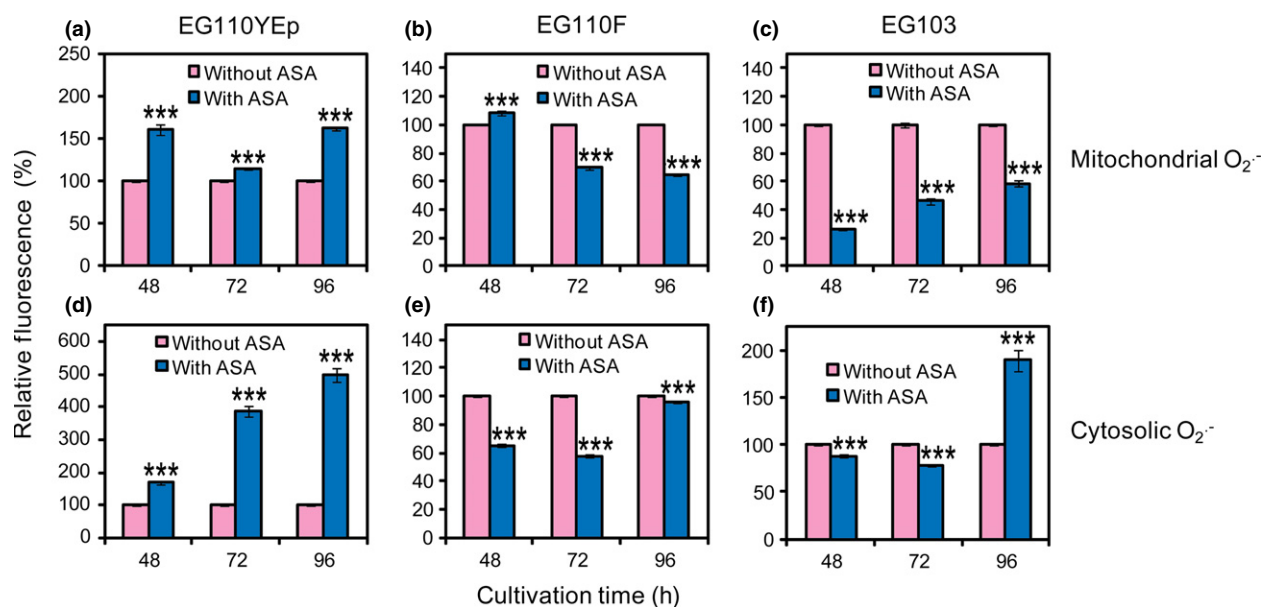 EG110YEp EG110F EG103
(a) (b) (c)
250
200
150
100
50
0
Without ASA
With ASA
*** *** ***
48 72 96
140
120
100
80
60
40
20
0
Without ASA
With ASA
*** *** ***
48 72 96
140
120
100
80
60
40
20
0
Without ASA
With ASA
*** *** ***
48 72 96
Mitochondrial O₂·-
Relative fluorescence (%)
(d) (e) (f)
600
500
400
300
200
100
0
Without ASA
With ASA
*** *** ***
48 72 96
140
120
100
80
60
40
20
0
Without ASA
With ASA
*** *** ***
48 72 96
200
150
100
50
0
Without ASA
With ASA
*** *** ***
48 72 96
Cytosolic O₂·-
Cultivation time (h)